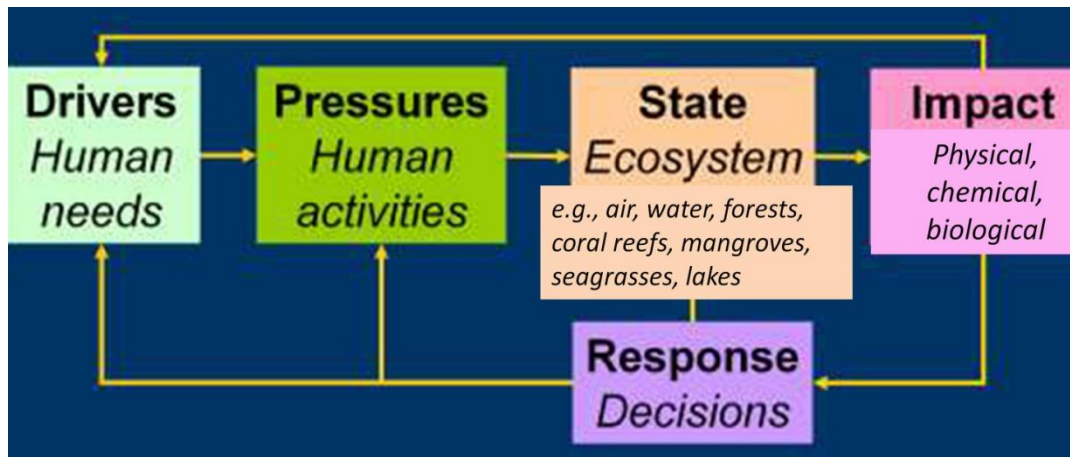 Drivers
Human
needs
Pressures
Human
activities
State
Ecosystem
e.g., air, water, forests,
coral reefs, mangroves,
seagrasses, lakes
Impact
Physical,
chemical,
biological
Response
Decisions